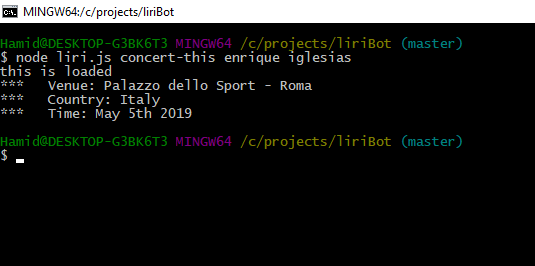 MINGW64:/c/projects/liriBot
Hamid@DESKTOP-G3BK6T3 MINGW64 /c/projects/liriBot (master)
$ node liri.js concert-this enrique iglesias
this is loaded
***   Venue: Palazzo dello Sport - Roma
***   Country: Italy
***   Time: May 5th 2019
Hamid@DESKTOP-G3BK6T3 MINGW64 /c/projects/liriBot (master)
$